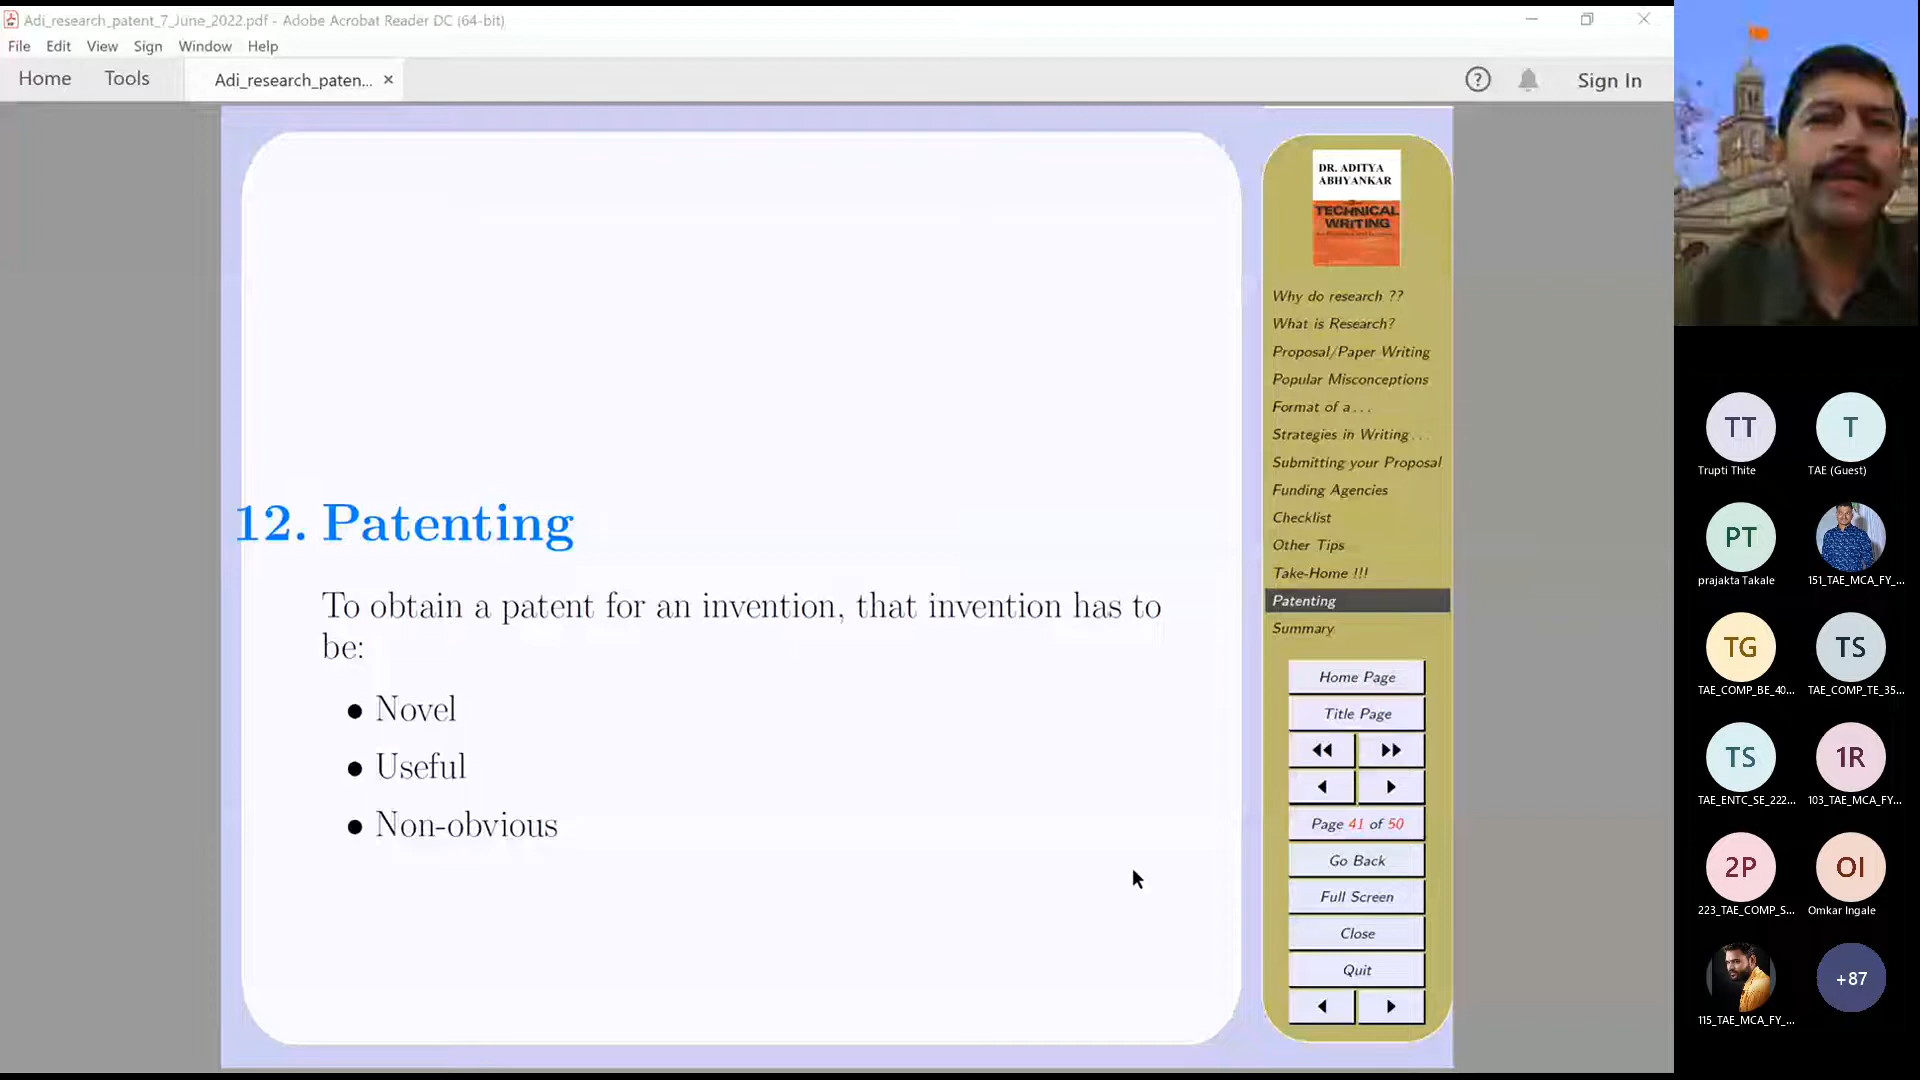 Adi_research_patent_7_June_2022.pdf - Adobe Acrobat Reader DC (64-bit)
File Edit View Sign Window Help
Home Tools Adi_research_paten... × Sign In
DR. ADITYA
ABHYANKAR
TECHNICAL
WRITING
Why do research ??
What is Research?
Proposal/Paper Writing
Popular Misconceptions
Format of a . . .
Strategies in Writing . . .
Submitting your Proposal
Funding Agencies
Checklist
Other Tips
Take-Home !!!
Patenting
Summary
Home Page
Title Page
Page 41 of 50
Go Back
Full Screen
Close
Quit
12. Patenting
To obtain a patent for an invention, that invention has to
be:
• Novel
• Useful
• Non-obvious
TT T
Trupti Thite TAE (Guest)
PT
prajakta Takale 151_TAE_MCA_FY_...
TG TS
TAE_COMP_BE_40... TAE_COMP_TE_35...
TS 1R
TAE_ENTC_SE_222... 103_TAE_MCA_FY...
2P OI
223_TAE_COMP_S... Omkar Ingale
+87
115_TAE_MCA_FY_...